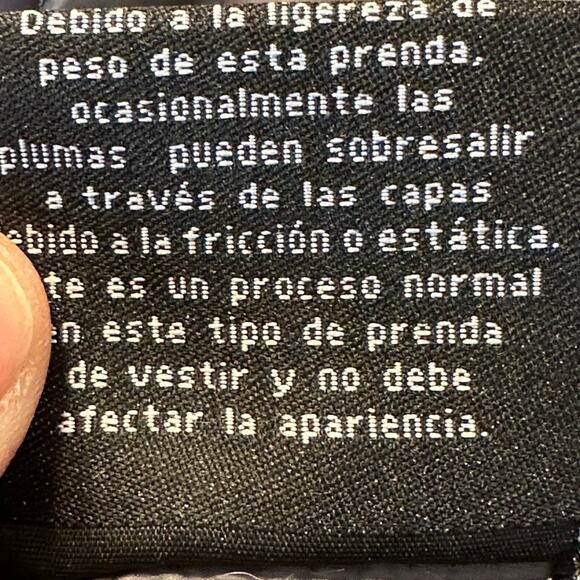 Debido a la ligereza de
peso de esta prenda,
ocasionalmente las
plumas pueden sobresalir
a través de las capas
ebido a la fricción o estática.
te es un proceso normal
en este tipo de prenda
de vestir y no debe
afectar la apariencia.